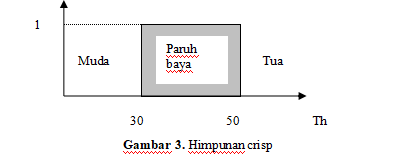 1
Muda
Paruh
baya
Tua
30
50
Th
Gambar 3. Himpunan crisp